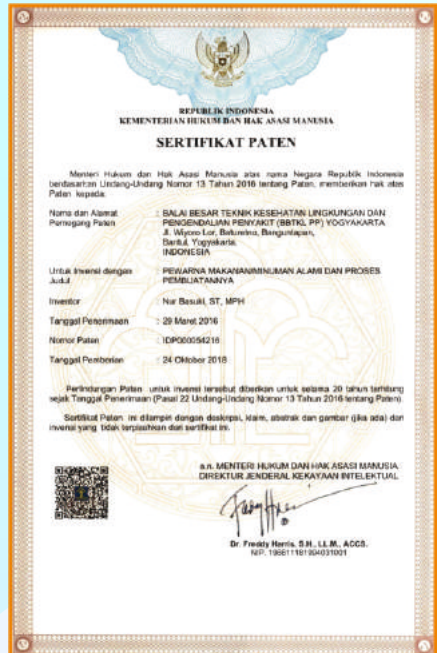 REPUBLIK INDONESIA
KEMENTERIAN HUKUM DAN HAK ASASI MANUSIA
SERTIFIKAT PATEN
Menteri Hukum dan Hak Asasi Manusia atas nama Negara Republik Indonesia
berdasarkan Undang-Undang Nomor 13 Tahun 2016 tentang Paten, memberikan hak atas
Paten kepada:
Nama dan Alamat Pemegang Paten : BALAI BESAR TEKNIK KESEHATAN LINGKUNGAN DAN
PENGENDALIAN PENYAKIT (BBTKL PP) YOGYAKARTA
Jl. Wiyoro Lor, Baturetno, Banguntapan,
Bantul, Yogyakarta.
INDONESIA
Untuk Invensi dengan Judul : PEWARNA MAKANAN/MINUMAN ALAMI DAN PROSES
PEMBUATANNYA
Inventor : Nur Basuki, ST, MPH
Tanggal Penerimaan : 29 Maret 2016
Nomor Paten : IDP000054216
Tanggal Pemberian : 24 Oktober 2018
Perlindungan Paten untuk invensi tersebut diberikan untuk selama 20 tahun terhitung
sejak Tanggal Penerimaan (Pasal 22 Undang-Undang Nomor 13 Tahun 2016 tentang Paten).
Sertifikat Paten ini dilampiri dengan deskripsi, klaim, abstrak dan gambar (jika ada) dari
invensi yang tidak terpisahkan dari sertifikat ini.
a.n. MENTERI HUKUM DAN HAK ASASI MANUSIA
DIREKTUR JENDERAL KEKAYAAN INTELEKTUAL
Dr. Freddy Harris, S.H., LL.M., ACCS.
NIP. 196611181994031001